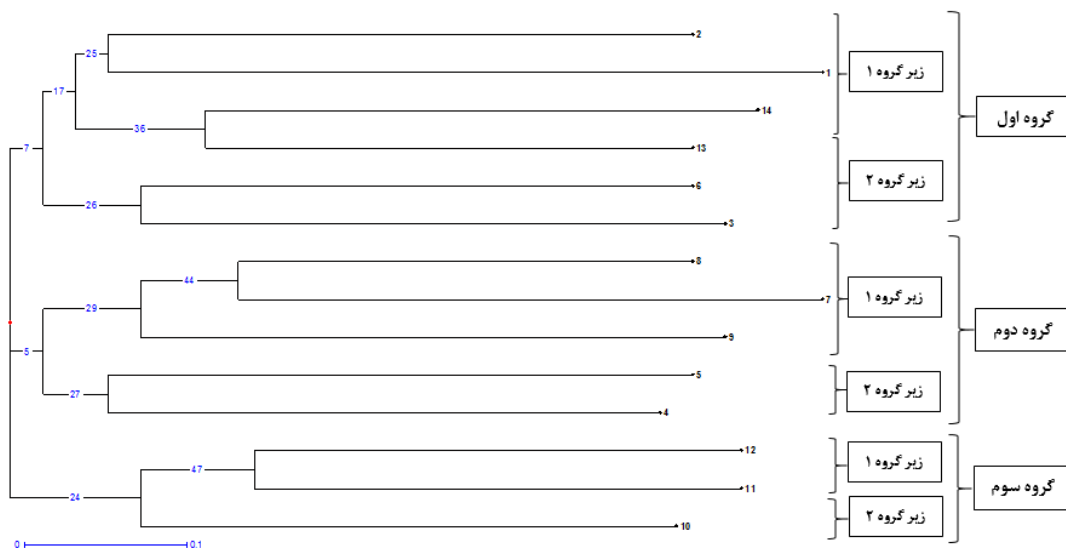 2
25
زیر گروه ۱
1
17
گروه اول
14
36
13
7
زیر گروه ۲
6
26
3
8
44
زیر گروه ۱
7
29
گروه دوم
9
5
5
27
زیر گروه ۲
4
12
زیر گروه ۱
47
گروه سوم
11
24
زیر گروه ۲
10
0 0.1